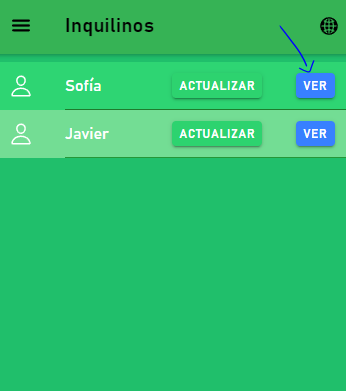 Inquilinos
Sofía ACTUALIZAR VER
Javier ACTUALIZAR VER